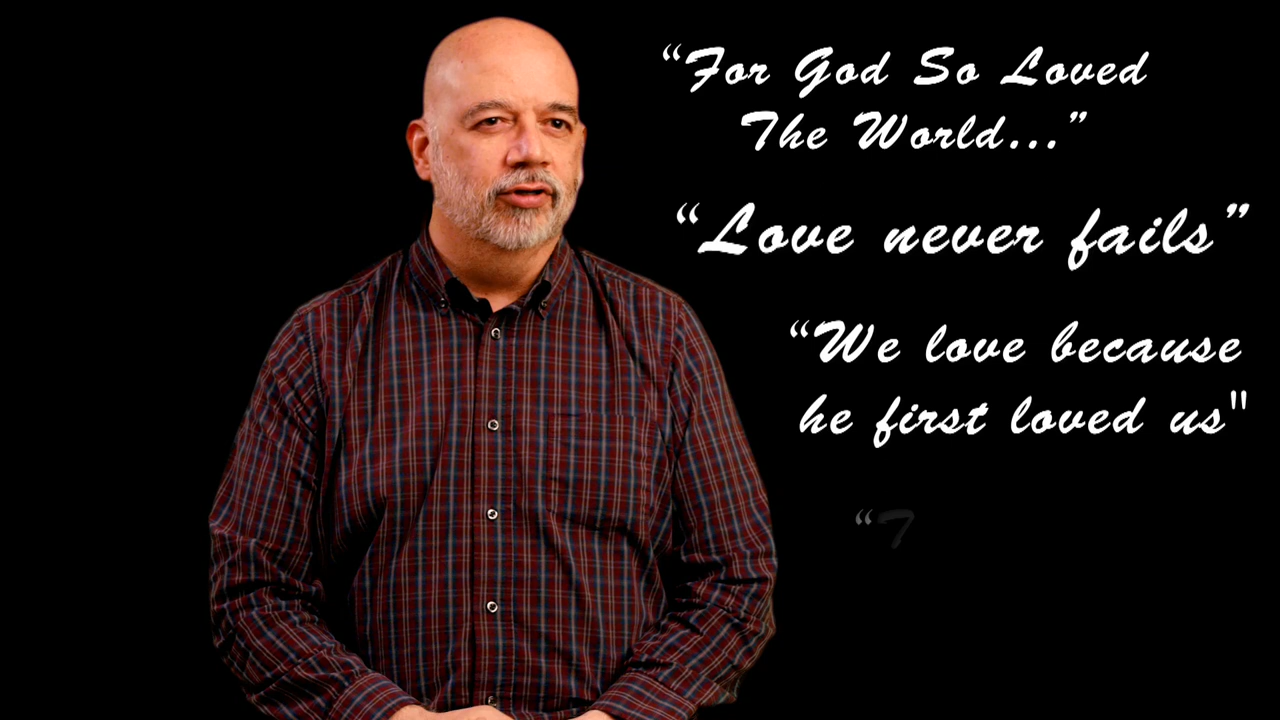 “For God So Loved
The World...”
“Love never fails”
“We love because
he first loved us"
“T